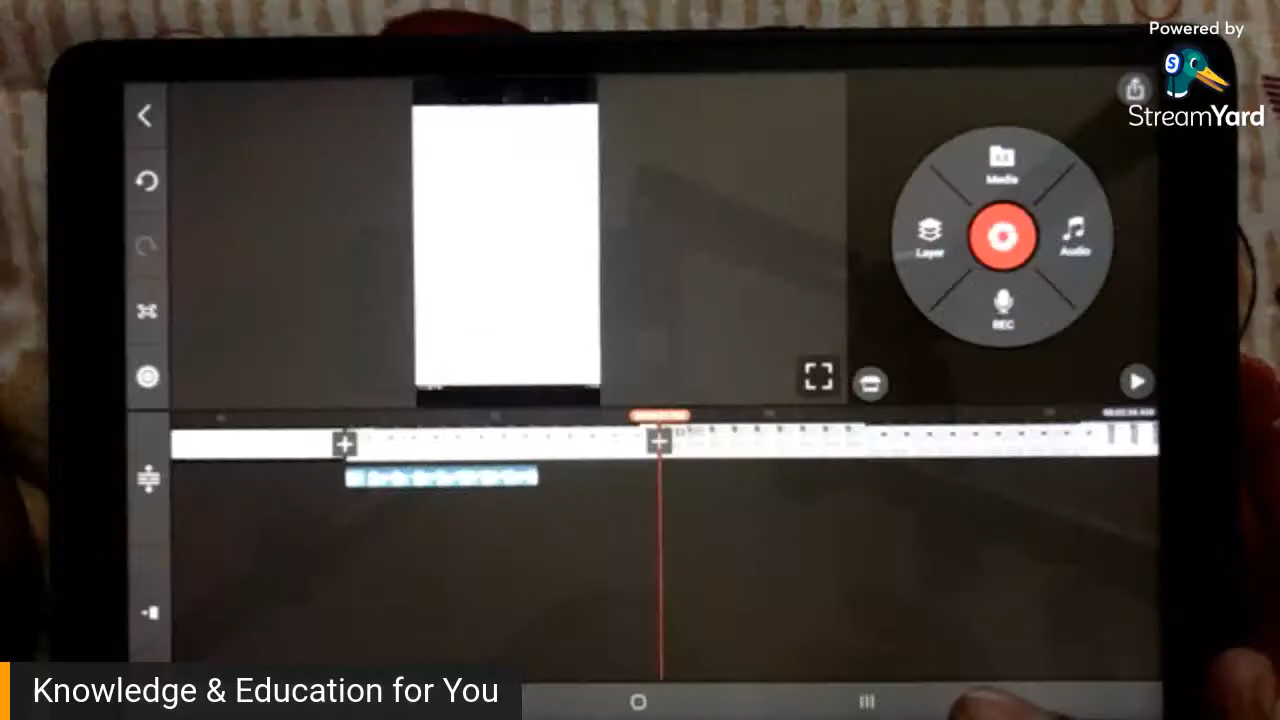 Powered by
StreamYard
Media
Layer
Audio
REC
Knowledge & Education for You